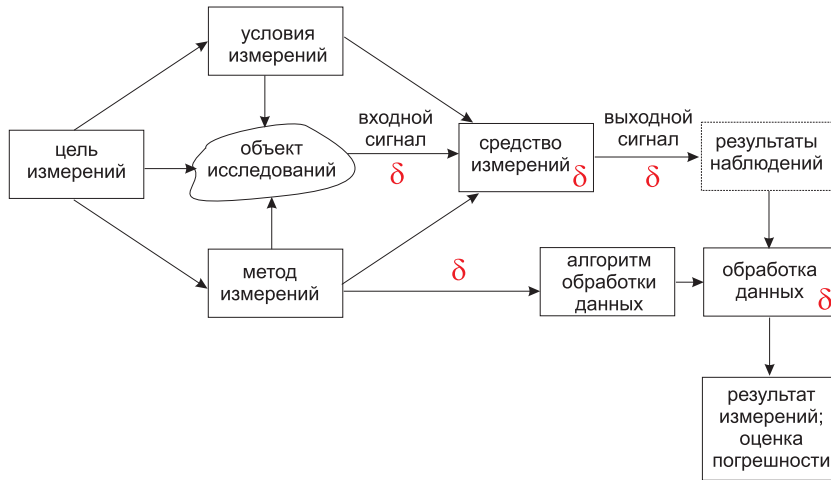 условия
измерений
цель
измерений
объект
исследований
метод
измерений
входной
сигнал
δ
средство
измерений
δ
выходной
сигнал
δ
результаты
наблюдений
δ
алгоритм
обработки
данных
обработка
данных
δ
результат
измерений;
оценка
погрешности